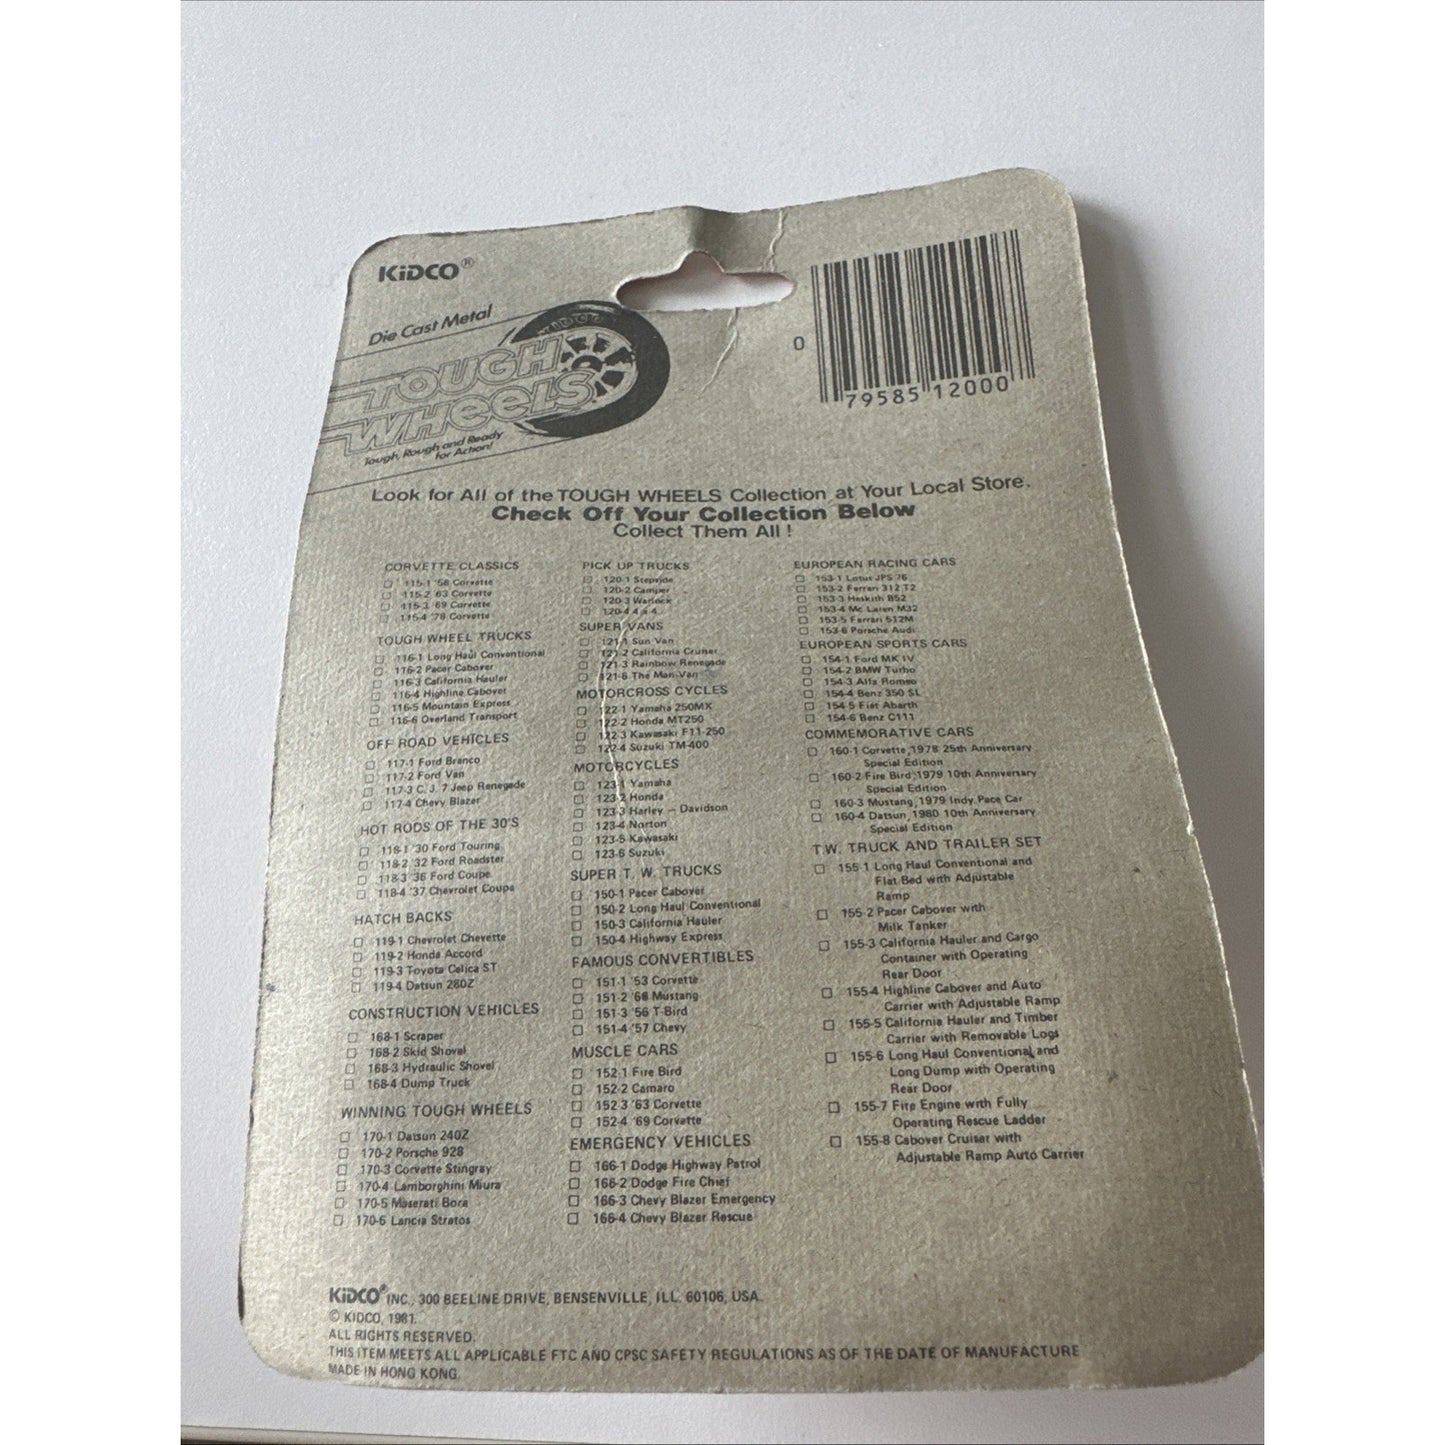 KiDCO®
Die Cast Metal
KIDCO
TOUGH
WHeeLS
Tough, Rough and Ready
for Action!
0 79585 12000
Look for All of the TOUGH WHEELS Collection at Your Local Store.
Check Off Your Collection Below
Collect Them All !
CORVETTE CLASSICS
115-1 '58 Corvette
115-2 '63 Corvette
115-3 '69 Corvette
115-4 '78 Corvette
TOUGH WHEEL TRUCKS
116-1 Long Haul Conventional
116-2 Pacer Cabover
116-3 California Hauler
116-4 Highline Cabover
116-5 Mountain Express
116-6 Overland Transport
OFF ROAD VEHICLES
117-1 Ford Bronco
117-2 Ford Van
117-3 C.J. 7 Jeep Renegade
117-4 Chevy Blazer
HOT RODS OF THE 30'S
118-1 '30 Ford Touring
118-2 '32 Ford Roadster
118-3 '36 Ford Coupe
118-4 '37 Chevrolet Coupe
HATCH BACKS
119-1 Chevrolet Chevette
119-2 Honda Accord
119-3 Toyota Celica ST
119-4 Datsun 280Z
CONSTRUCTION VEHICLES
168-1 Scraper
168-2 Skid Shovel
168-3 Hydraulic Shovel
168-4 Dump Truck
WINNING TOUGH WHEELS
170-1 Datsun 240Z
170-2 Porsche 928
170-3 Corvette Stingray
170-4 Lamborghini Miura
170-5 Maserati Bora
170-6 Lancia Stratos
PICK UP TRUCKS
120-1 Stepside
120-2 Camper
120-3 Warlock
120-4 4 x 4
SUPER VANS
121-1 Sun Van
121-2 California Cruiser
121-3 Rainbow Renegade
121-6 The Man Van
MOTORCROSS CYCLES
122-1 Yamaha 250MX
122-2 Honda MT250
122-3 Kawasaki F11-250
122-4 Suzuki TM-400
MOTORCYCLES
123-1 Yamaha
123-2 Honda
123-3 Harley – Davidson
123-4 Norton
123-5 Kawasaki
123-6 Suzuki
SUPER T. W. TRUCKS
150-1 Pacer Cabover
150-2 Long Haul Conventional
150-3 California Hauler
150-4 Highway Express
FAMOUS CONVERTIBLES
151-1 '53 Corvette
151-2 '68 Mustang
151-3 '56 T-Bird
151-4 '57 Chevy
MUSCLE CARS
152-1 Fire Bird
152-2 Camaro
152-3 '63 Corvette
152-4 '69 Corvette
EMERGENCY VEHICLES
166-1 Dodge Highway Patrol
166-2 Dodge Fire Chief
166-3 Chevy Blazer Emergency
166-4 Chevy Blazer Rescue
EUROPEAN RACING CARS
153-1 Lotus JPS 76
153-2 Ferrari 312 T2
153-3 Heskith B52
153-4 Mc Laren M32
153-5 Ferrari 512M
153-6 Porsche Audi
EUROPEAN SPORTS CARS
154-1 Ford MK IV
154-2 BMW Turbo
154-3 Alfa Romeo
154-4 Benz 350 SL
154-5 Fiat Abarth
154-6 Benz C111
COMMEMORATIVE CARS
160-1 Corvette,1978 25th Anniversary
Special Edition
160-2 Fire Bird,1979 10th Anniversary
Special Edition
160-3 Mustang,1979 Indy Pace Car
160-4 Datsun,1980 10th Anniversary
Special Edition
T.W. TRUCK AND TRAILER SET
155-1 Long Haul Conventional and
Flat Bed with Adjustable
Ramp
155-2 Pacer Cabover with
Milk Tanker
155-3 California Hauler and Cargo
Container with Operating
Rear Door
155-4 Highline Cabover and Auto
Carrier with Adjustable Ramp
155-5 California Hauler and Timber
Carrier with Removable Logs
155-6 Long Haul Conventional and
Long Dump with Operating
Rear Door
155-7 Fire Engine with Fully
Operating Rescue Ladder
155-8 Cabover Cruiser with
Adjustable Ramp Auto Carrier
KiDCO® INC., 300 BEELINE DRIVE, BENSENVILLE, ILL. 60106, USA.
© KIDCO, 1981.
ALL RIGHTS RESERVED.
THIS ITEM MEETS ALL APPLICABLE FTC AND CPSC SAFETY REGULATIONS AS OF THE DATE OF MANUFACTURE
MADE IN HONG KONG.